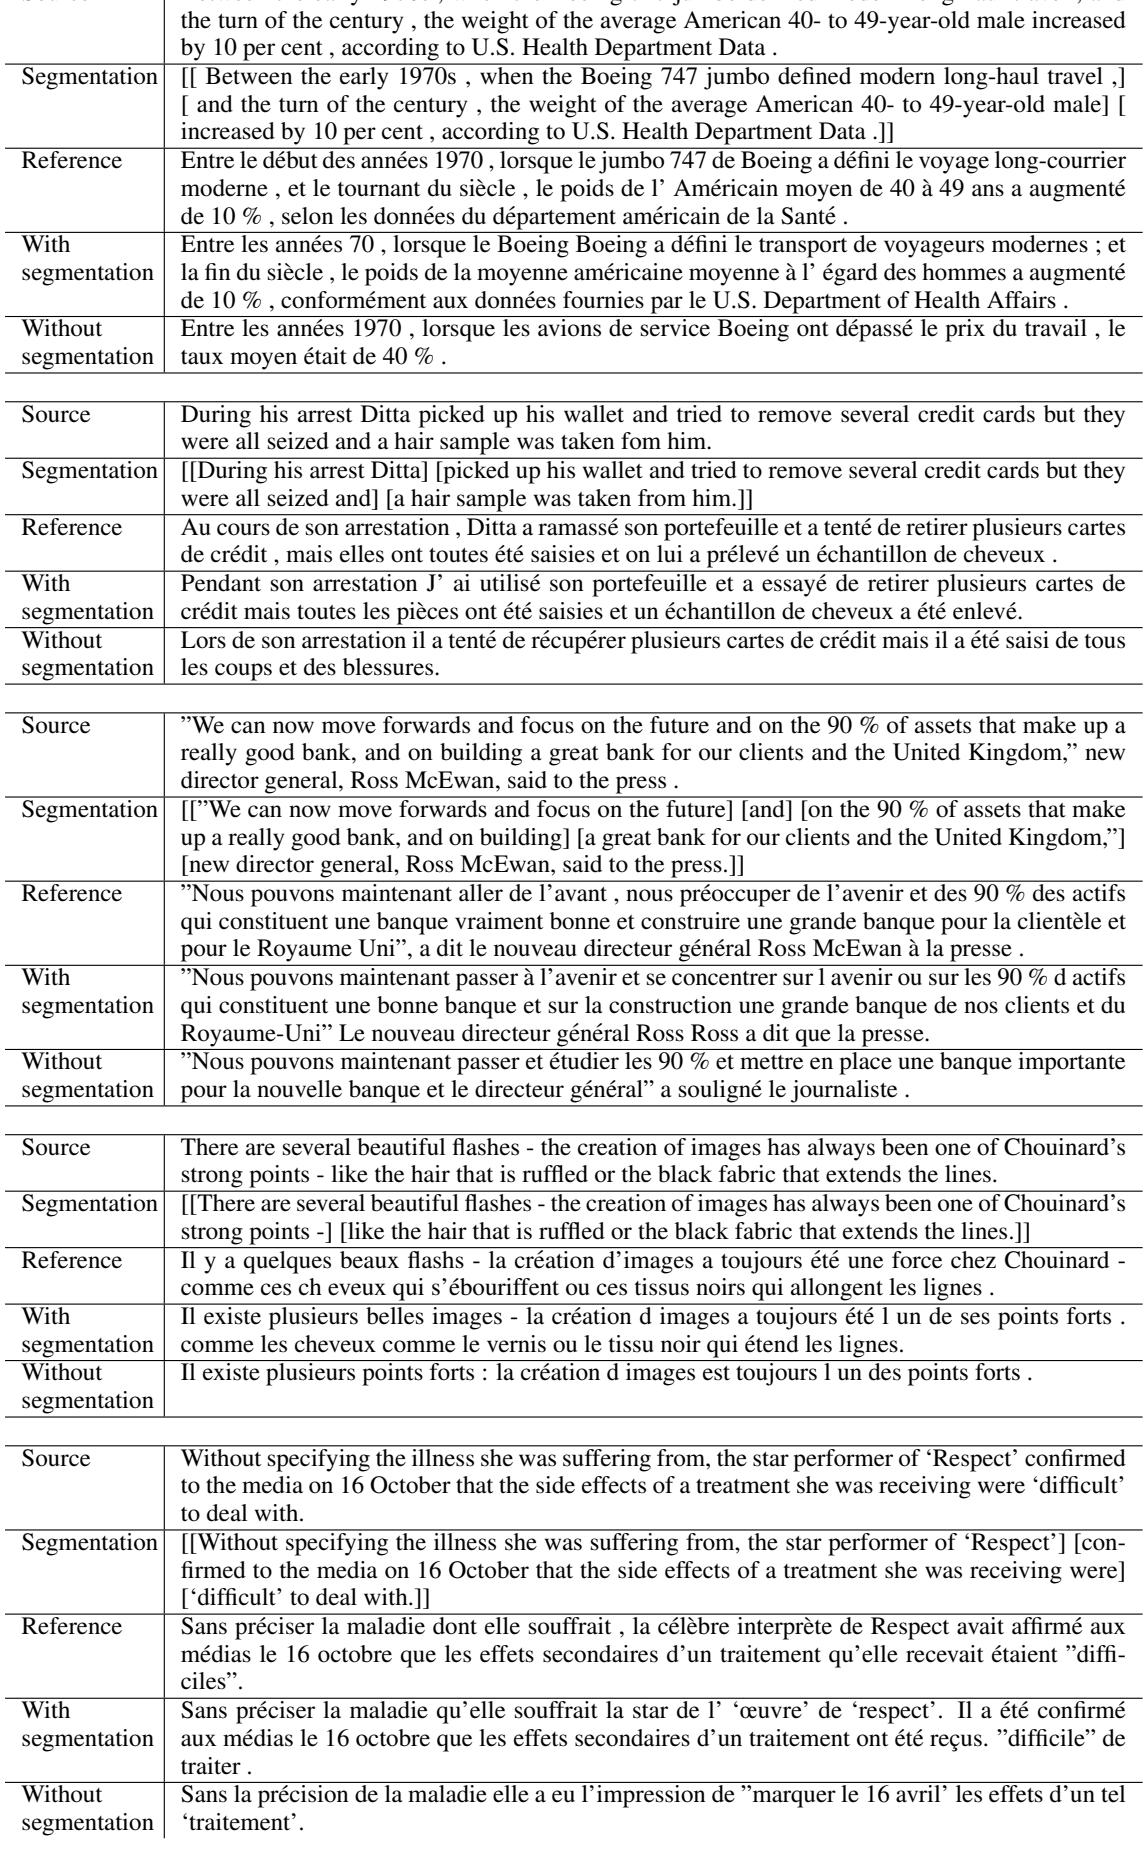 the turn of the century , the weight of the average American 40- to 49-year-old male increased
by 10 per cent , according to U.S. Health Department Data .
Segmentation [[ Between the early 1970s , when the Boeing 747 jumbo defined modern long-haul travel ,]
[ and the turn of the century , the weight of the average American 40- to 49-year-old male] [
increased by 10 per cent , according to U.S. Health Department Data .]]
Reference Entre le début des années 1970 , lorsque le jumbo 747 de Boeing a défini le voyage long-courrier
moderne , et le tournant du siècle , le poids de l' Américain moyen de 40 à 49 ans a augmenté
de 10 % , selon les données du département américain de la Santé .
With Entre les années 70 , lorsque le Boeing Boeing a défini le transport de voyageurs modernes ; et
segmentation la fin du siècle , le poids de la moyenne américaine moyenne à l' égard des hommes a augmenté
de 10 % , conformément aux données fournies par le U.S. Department of Health Affairs .
Without Entre les années 1970 , lorsque les avions de service Boeing ont dépassé le prix du travail , le
segmentation taux moyen était de 40 % .
Source During his arrest Ditta picked up his wallet and tried to remove several credit cards but they
were all seized and a hair sample was taken fom him.
Segmentation [[During his arrest Ditta] [picked up his wallet and tried to remove several credit cards but they
were all seized and] [a hair sample was taken from him.]]
Reference Au cours de son arrestation , Ditta a ramassé son portefeuille et a tenté de retirer plusieurs cartes
de crédit , mais elles ont toutes été saisies et on lui a prélevé un échantillon de cheveux .
With Pendant son arrestation J' ai utilisé son portefeuille et a essayé de retirer plusieurs cartes de
segmentation crédit mais toutes les pièces ont été saisies et un échantillon de cheveux a été enlevé.
Without Lors de son arrestation il a tenté de récupérer plusieurs cartes de crédit mais il a été saisi de tous
segmentation les coups et des blessures.
Source ”We can now move forwards and focus on the future and on the 90 % of assets that make up a
really good bank, and on building a great bank for our clients and the United Kingdom,” new
director general, Ross McEwan, said to the press .
Segmentation [[”We can now move forwards and focus on the future] [and] [on the 90 % of assets that make
up a really good bank, and on building] [a great bank for our clients and the United Kingdom,”]
[new director general, Ross McEwan, said to the press.]]
Reference ”Nous pouvons maintenant aller de l'avant , nous préoccuper de l'avenir et des 90 % des actifs
qui constituent une banque vraiment bonne et construire une grande banque pour la clientèle et
pour le Royaume Uni”, a dit le nouveau directeur général Ross McEwan à la presse .
With ”Nous pouvons maintenant passer à l'avenir et se concentrer sur l avenir ou sur les 90 % d actifs
segmentation qui constituent une bonne banque et sur la construction une grande banque de nos clients et du
Royaume-Uni” Le nouveau directeur général Ross Ross a dit que la presse.
Without ”Nous pouvons maintenant passer et étudier les 90 % et mettre en place une banque importante
segmentation pour la nouvelle banque et le directeur général” a souligné le journaliste .
Source There are several beautiful flashes - the creation of images has always been one of Chouinard's
strong points - like the hair that is ruffled or the black fabric that extends the lines.
Segmentation [[There are several beautiful flashes - the creation of images has always been one of Chouinard's
strong points -] [like the hair that is ruffled or the black fabric that extends the lines.]]
Reference Il y a quelques beaux flashs - la création d'images a toujours été une force chez Chouinard -
comme ces ch eveux qui s'ébouriffent ou ces tissus noirs qui allongent les lignes .
With Il existe plusieurs belles images - la création d images a toujours été l un de ses points forts .
segmentation comme les cheveux comme le vernis ou le tissu noir qui étend les lignes.
Without Il existe plusieurs points forts : la création d images est toujours l un des points forts .
segmentation
Source Without specifying the illness she was suffering from, the star performer of ‘Respect’ confirmed
to the media on 16 October that the side effects of a treatment she was receiving were ‘difficult’
to deal with.
Segmentation [[Without specifying the illness she was suffering from, the star performer of ‘Respect’] [con-
firmed to the media on 16 October that the side effects of a treatment she was receiving were]
[‘difficult’ to deal with.]]
Reference Sans préciser la maladie dont elle souffrait , la célèbre interprète de Respect avait affirmé aux
médias le 16 octobre que les effets secondaires d'un traitement qu'elle recevait étaient ”diffi-
ciles”.
With Sans préciser la maladie qu'elle souffrait la star de l' ‘œuvre’ de ‘respect’. Il a été confirmé
segmentation aux médias le 16 octobre que les effets secondaires d'un traitement ont été reçus. ”difficile” de
traiter .
Without Sans la précision de la maladie elle a eu l'impression de ”marquer le 16 avril’ les effets d'un tel
segmentation ‘traitement’.